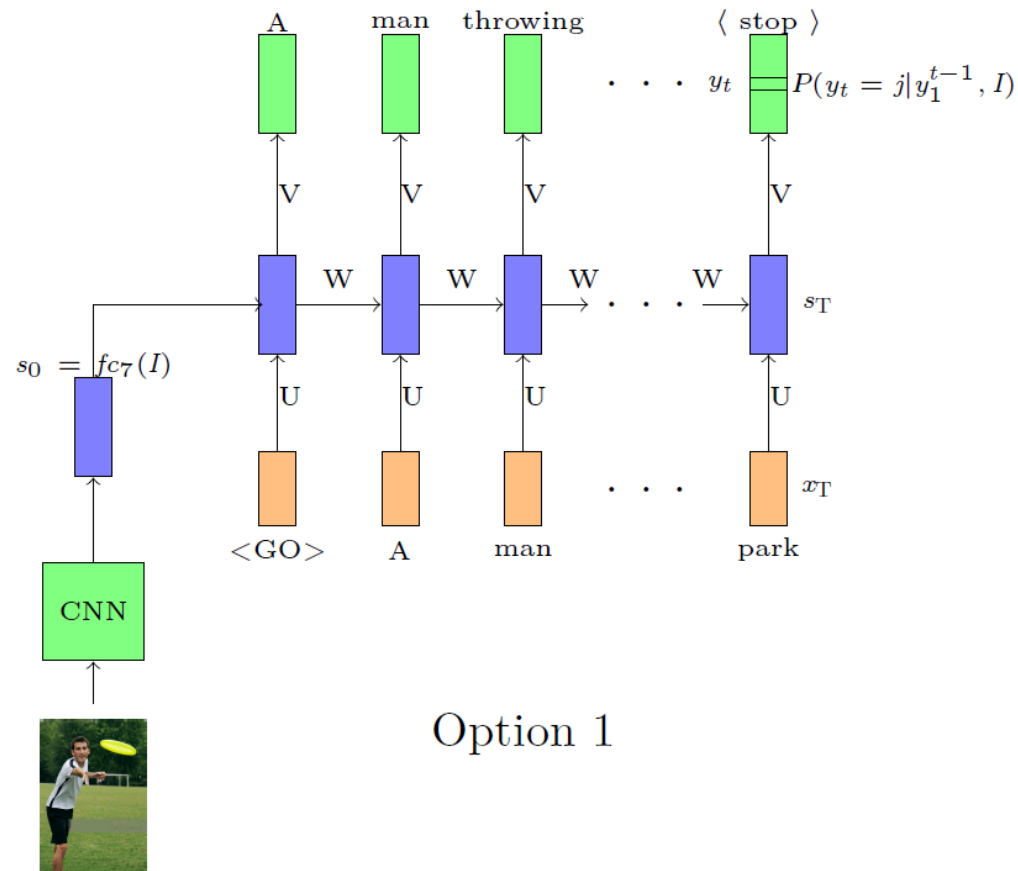 A man throwing ⟨ stop ⟩
· · · y_t P(y_t = j|y_1^{t−1}, I)
V V V V
W W W W
· · · s_T
s_0 = fc_7(I)
U U U U
· · · x_T
<GO> A man park
CNN
Option 1